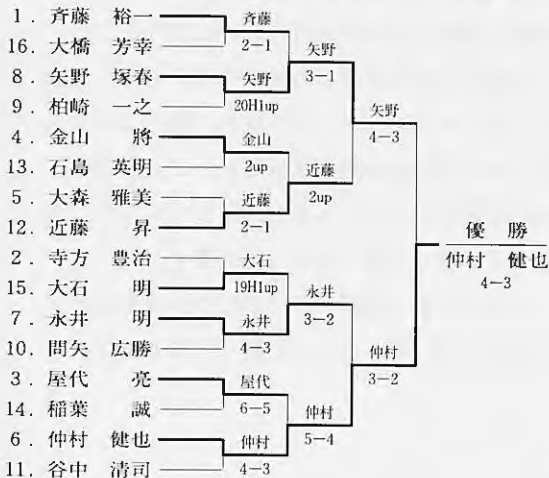 1. 斉藤 裕一
16. 大橋 芳幸
8. 矢野 塚春
9. 柏崎 一之
4. 金山 將
13. 石島 英明
5. 大森 雅美
12. 近藤 昇
2. 寺方 豊治
15. 大石 明
7. 永井 明
10. 間矢 広勝
3. 屋代 亮
14. 稲葉 誠
6. 仲村 健也
11. 谷中 清司
斉藤
2−1
矢野
20H1up
金山
2up
近藤
2−1
大石
19H1up
永井
4−3
屋代
6−5
仲村
4−3
矢野
3−1
近藤
2up
永井
3−2
仲村
5−4
矢野
4−3
仲村
3−2
優 勝
仲村 健也
4−3